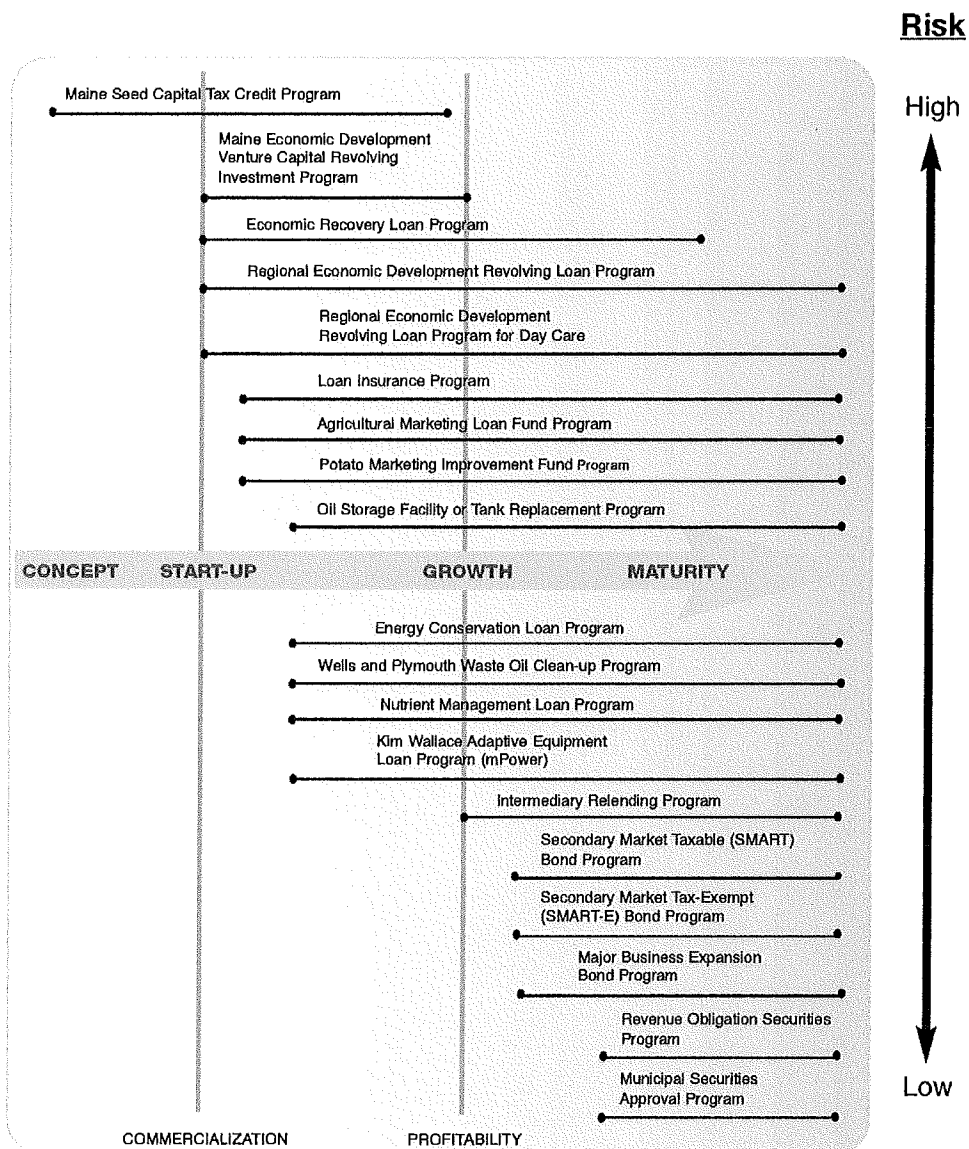 Risk
High
Maine Seed Capital Tax Credit Program
Maine Economic Development
Venture Capital Revolving
Investment Program
Economic Recovery Loan Program
Regional Economic Development Revolving Loan Program
Regional Economic Development
Revolving Loan Program for Day Care
Loan Insurance Program
Agricultural Marketing Loan Fund Program
Potato Marketing Improvement Fund Program
Oil Storage Facility or Tank Replacement Program
CONCEPT START-UP GROWTH MATURITY
Energy Conservation Loan Program
Wells and Plymouth Waste Oil Clean-up Program
Nutrient Management Loan Program
Kim Wallace Adaptive Equipment
Loan Program (mPower)
Intermediary Relending Program
Secondary Market Taxable (SMART)
Bond Program
Secondary Market Tax-Exempt
(SMART-E) Bond Program
Major Business Expansion
Bond Program
Revenue Obligation Securities
Program
Municipal Securities
Approval Program
Low
COMMERCIALIZATION PROFITABILITY